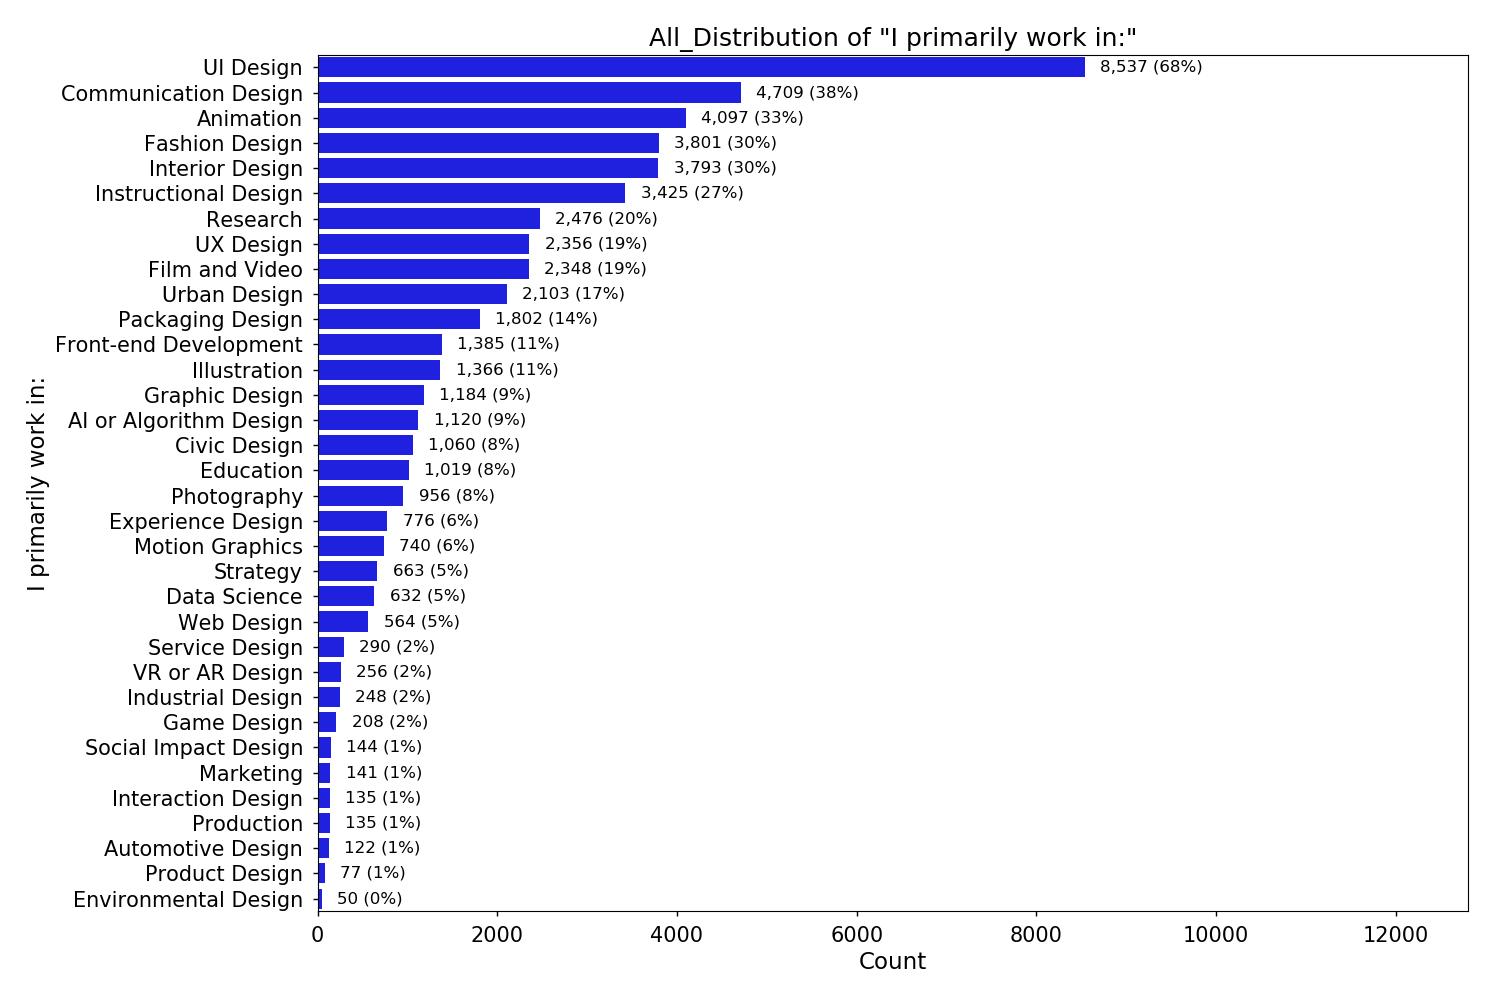 All_Distribution of "I primarily work in:"
I primarily work in:
UI Design 8,537 (68%)
Communication Design 4,709 (38%)
Animation 4,097 (33%)
Fashion Design 3,801 (30%)
Interior Design 3,793 (30%)
Instructional Design 3,425 (27%)
Research 2,476 (20%)
UX Design 2,356 (19%)
Film and Video 2,348 (19%)
Urban Design 2,103 (17%)
Packaging Design 1,802 (14%)
Front-end Development 1,385 (11%)
Illustration 1,366 (11%)
Graphic Design 1,184 (9%)
AI or Algorithm Design 1,120 (9%)
Civic Design 1,060 (8%)
Education 1,019 (8%)
Photography 956 (8%)
Experience Design 776 (6%)
Motion Graphics 740 (6%)
Strategy 663 (5%)
Data Science 632 (5%)
Web Design 564 (5%)
Service Design 290 (2%)
VR or AR Design 256 (2%)
Industrial Design 248 (2%)
Game Design 208 (2%)
Social Impact Design 144 (1%)
Marketing 141 (1%)
Interaction Design 135 (1%)
Production 135 (1%)
Automotive Design 122 (1%)
Product Design 77 (1%)
Environmental Design 50 (0%)
0 2000 4000 6000 8000 10000 12000
Count